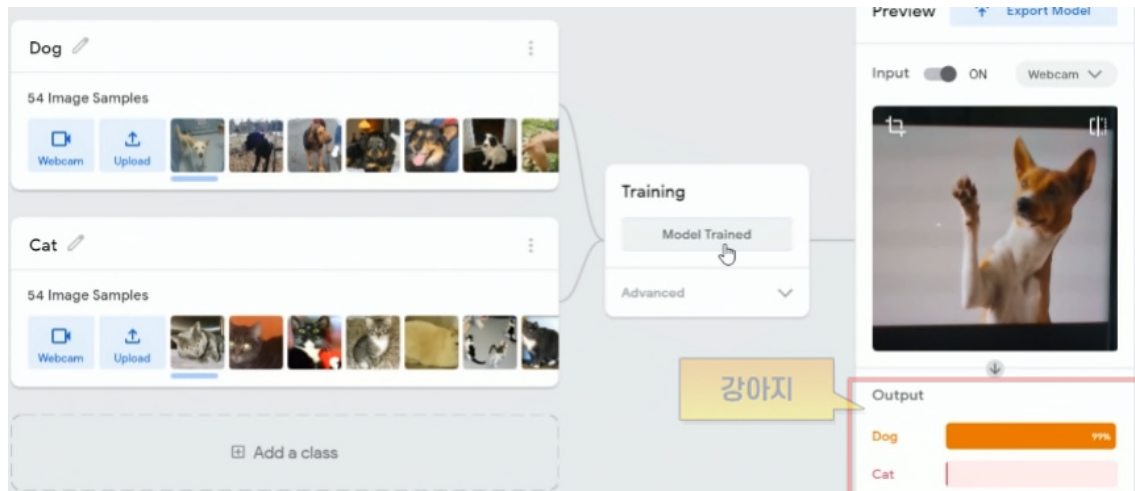 Dog
54 Image Samples
Webcam
Upload
Cat
54 Image Samples
Webcam
Upload
Add a class
Training
Model Trained
Advanced
Preview
Export Model
Input
ON
Webcam
강아지
Output
Dog
99%
Cat